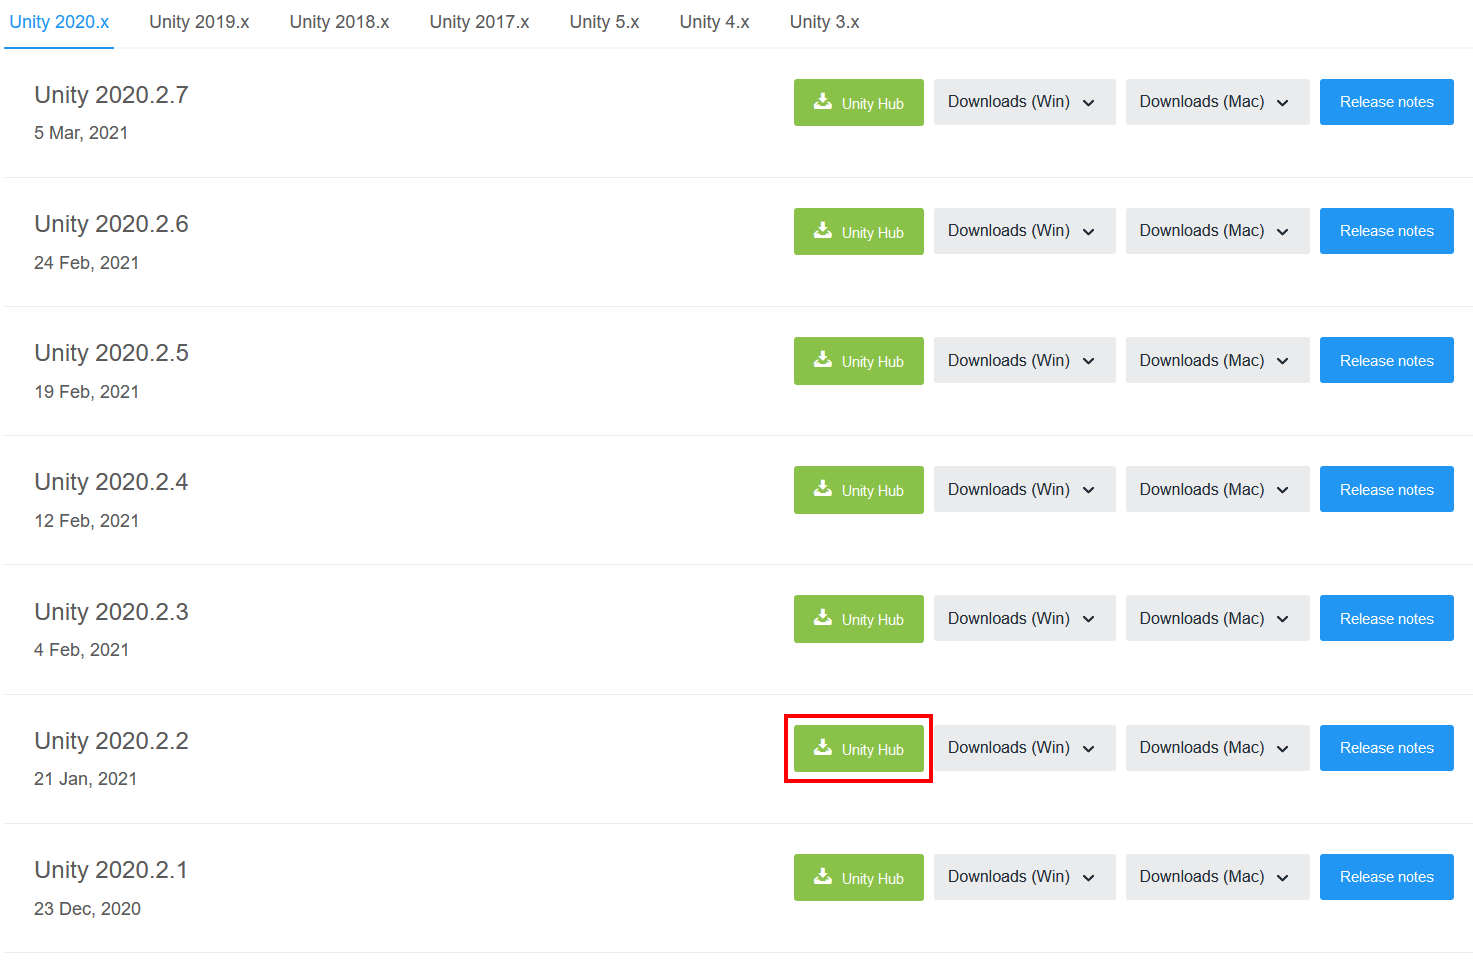 Unity 2020.x Unity 2019.x Unity 2018.x Unity 2017.x Unity 5.x Unity 4.x Unity 3.x
Unity 2020.2.7
5 Mar, 2021
Unity Hub Downloads (Win) Downloads (Mac) Release notes
Unity 2020.2.6
24 Feb, 2021
Unity Hub Downloads (Win) Downloads (Mac) Release notes
Unity 2020.2.5
19 Feb, 2021
Unity Hub Downloads (Win) Downloads (Mac) Release notes
Unity 2020.2.4
12 Feb, 2021
Unity Hub Downloads (Win) Downloads (Mac) Release notes
Unity 2020.2.3
4 Feb, 2021
Unity Hub Downloads (Win) Downloads (Mac) Release notes
Unity 2020.2.2
21 Jan, 2021
Unity Hub Downloads (Win) Downloads (Mac) Release notes
Unity 2020.2.1
23 Dec, 2020
Unity Hub Downloads (Win) Downloads (Mac) Release notes